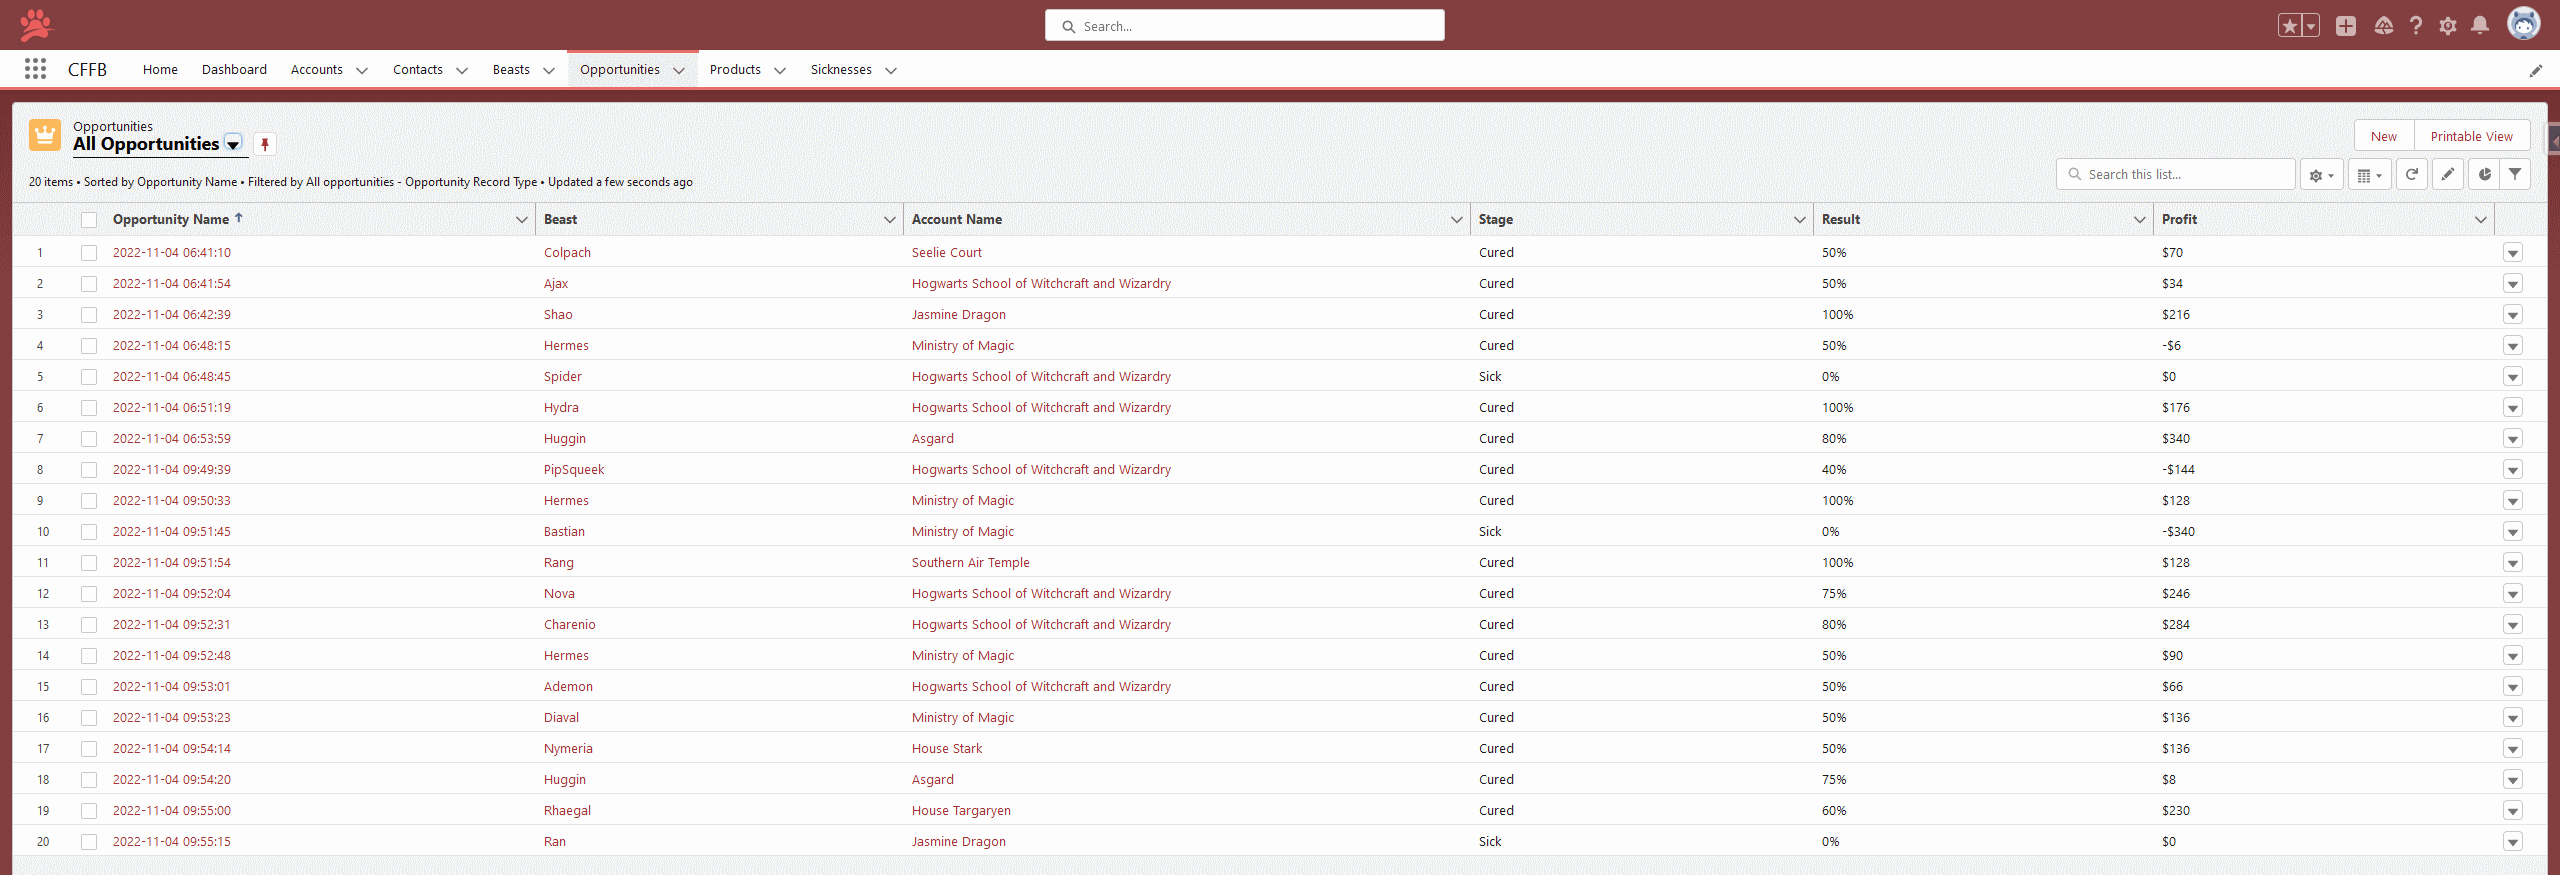 Search...
CFFB Home Dashboard Accounts Contacts Beasts Opportunities Products Sicknesses
Opportunities
All Opportunities
New Printable View
20 items • Sorted by Opportunity Name • Filtered by All opportunities - Opportunity Record Type • Updated a few seconds ago
Search this list...
Opportunity Name Beast Account Name Stage Result Profit
1 2022-11-04 06:41:10 Colpach Seelie Court Cured 50% $70
2 2022-11-04 06:41:54 Ajax Hogwarts School of Witchcraft and Wizardry Cured 50% $34
3 2022-11-04 06:42:39 Shao Jasmine Dragon Cured 100% $216
4 2022-11-04 06:48:15 Hermes Ministry of Magic Cured 50% -$6
5 2022-11-04 06:48:45 Spider Hogwarts School of Witchcraft and Wizardry Sick 0% $0
6 2022-11-04 06:51:19 Hydra Hogwarts School of Witchcraft and Wizardry Cured 100% $176
7 2022-11-04 06:53:59 Huggin Asgard Cured 80% $340
8 2022-11-04 09:49:39 PipSqueek Hogwarts School of Witchcraft and Wizardry Cured 40% -$144
9 2022-11-04 09:50:33 Hermes Ministry of Magic Cured 100% $128
10 2022-11-04 09:51:45 Bastian Ministry of Magic Sick 0% -$340
11 2022-11-04 09:51:54 Rang Southern Air Temple Cured 100% $128
12 2022-11-04 09:52:04 Nova Hogwarts School of Witchcraft and Wizardry Cured 75% $246
13 2022-11-04 09:52:31 Charenio Hogwarts School of Witchcraft and Wizardry Cured 80% $284
14 2022-11-04 09:52:48 Hermes Ministry of Magic Cured 50% $90
15 2022-11-04 09:53:01 Ademon Hogwarts School of Witchcraft and Wizardry Cured 50% $66
16 2022-11-04 09:53:23 Diaval Ministry of Magic Cured 50% $136
17 2022-11-04 09:54:14 Nymeria House Stark Cured 50% $136
18 2022-11-04 09:54:20 Huggin Asgard Cured 75% $8
19 2022-11-04 09:55:00 Rhaegal House Targaryen Cured 60% $230
20 2022-11-04 09:55:15 Ran Jasmine Dragon Sick 0% $0